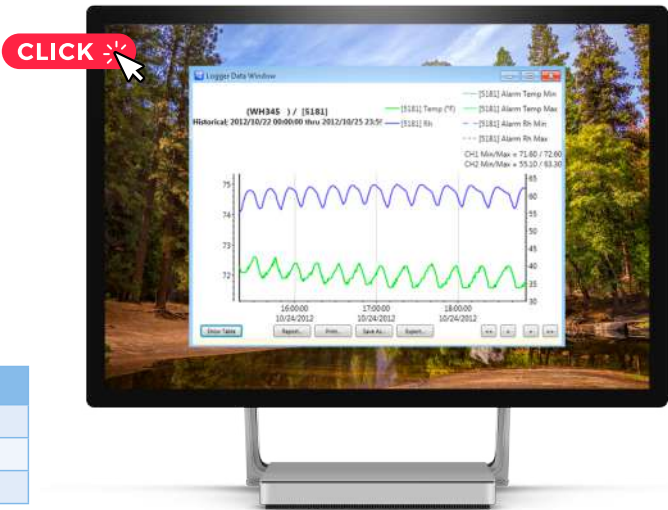 CLICK
Logger Data Window
(WH345 ) / [5181]
Historical; 2012/10/22 00:00:00 thru 2012/10/25 23:59
[5181] Temp (°F)
[5181] Rh
[5181] Alarm Temp Min
[5181] Alarm Temp Max
[5181] Alarm Rh Min
[5181] Alarm Rh Max
CH1 Min/Max = 71.60 / 72.60
CH2 Min/Max = 55.10 / 63.30
75
74
73
72
65
60
55
50
45
40
35
30
16:00:00 17:00:00 18:00:00
10/24/2012 10/24/2012 10/24/2012
Show Table Report... Print... Save As... Export... << < > >>